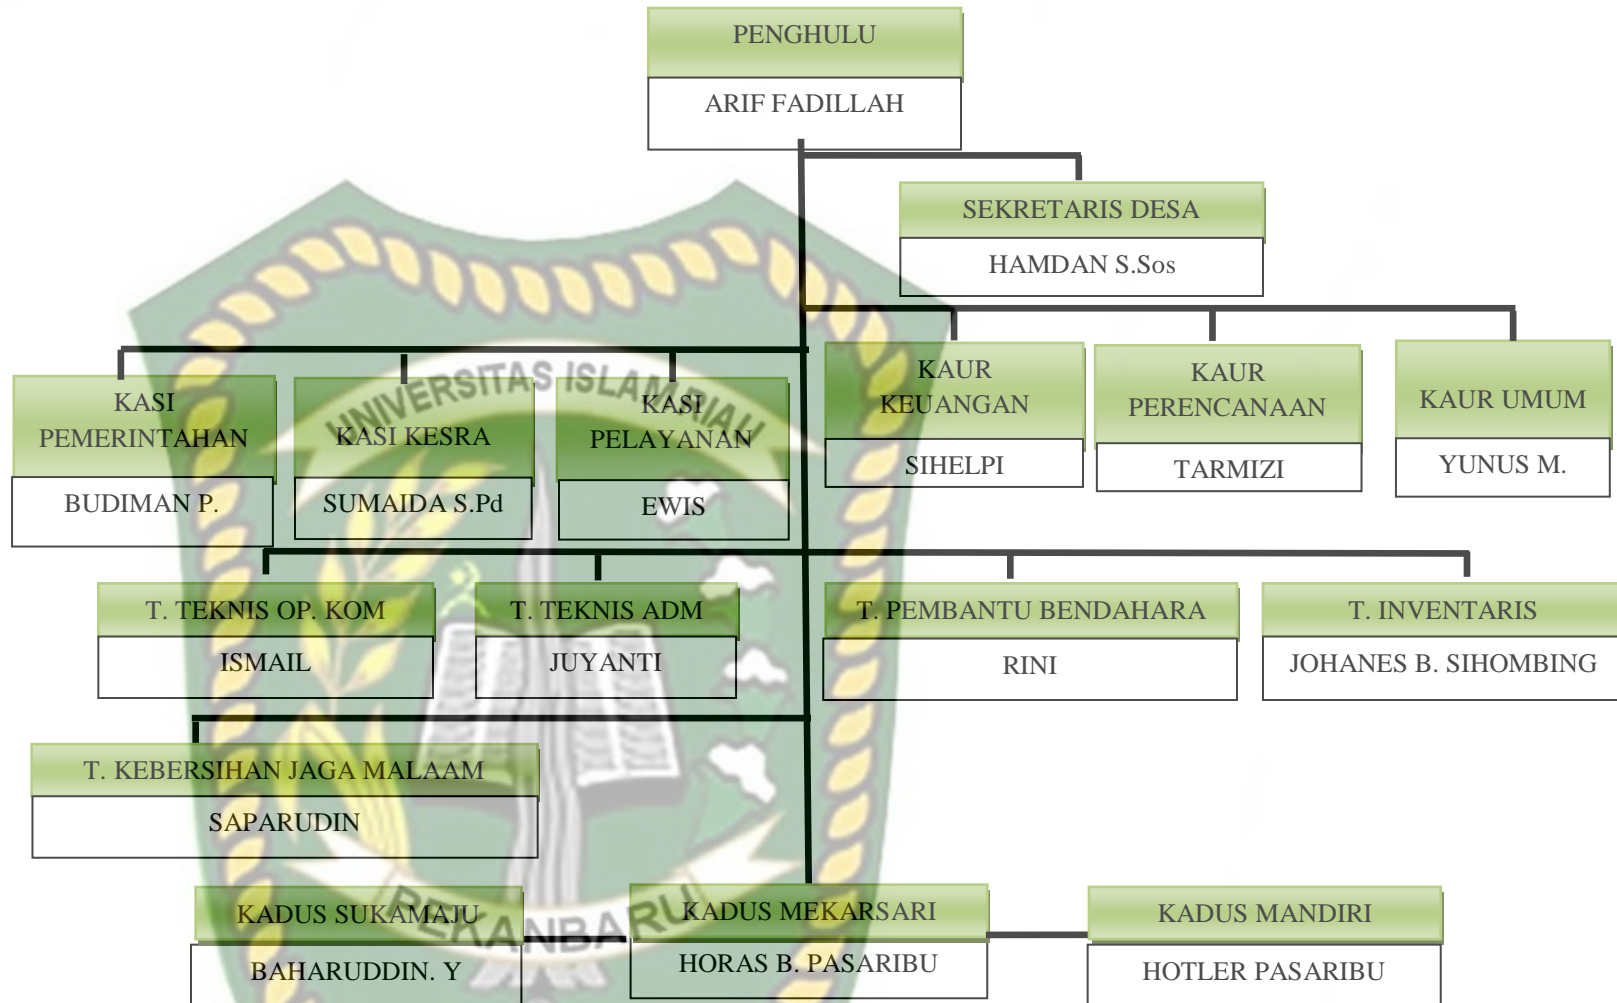 PENGHULU
ARIF FADILLAH
SEKRETARIS DESA
HAMDAN S.Sos
KASI
PEMERINTAHAN
BUDIMAN P.
KASI KESRA
SUMAIDA S.Pd
KASI
PELAYANAN
EWIS
KAUR
KEUANGAN
SIHELPI
KAUR
PERENCANAAN
TARMIZI
KAUR UMUM
YUNUS M.
T. TEKNIS OP. KOM
ISMAIL
T. TEKNIS ADM
JUYANTI
T. PEMBANTU BENDAHARA
RINI
T. INVENTARIS
JOHANES B. SIHOMBING
T. KEBERSIHAN JAGA MALAAM
SAPARUDIN
KADUS SUKAMAJU
BAHARUDDIN. Y
KADUS MEKARSARI
HORAS B. PASARIBU
KADUS MANDIRI
HOTLER PASARIBU
UNIVERSITAS ISLAM RIAU
PEKANBARU